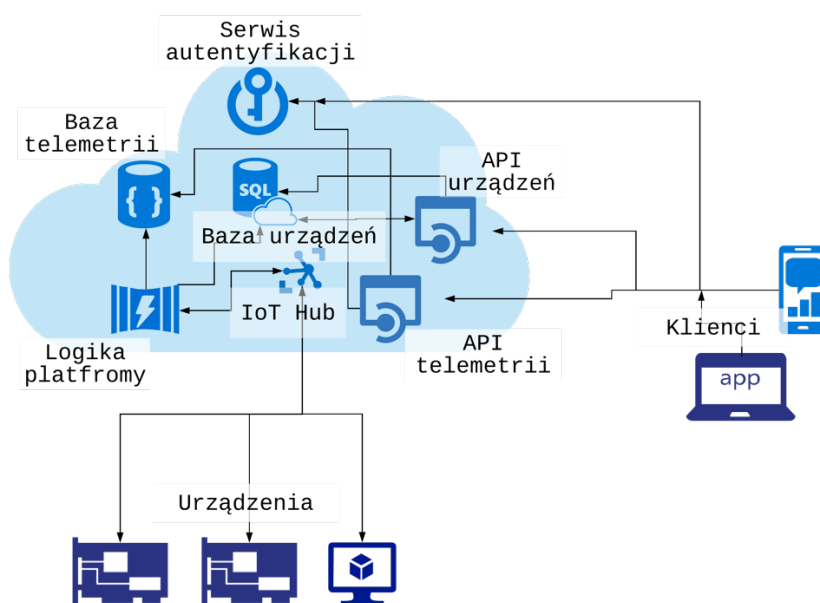 Serwis
autentyfikacji
Baza
telemetrii
{ }
SQL
API
urządzeń
Baza urządzeń
IoT Hub
Klienci
Logika
platfromy
API
telemetrii
app
Urządzenia